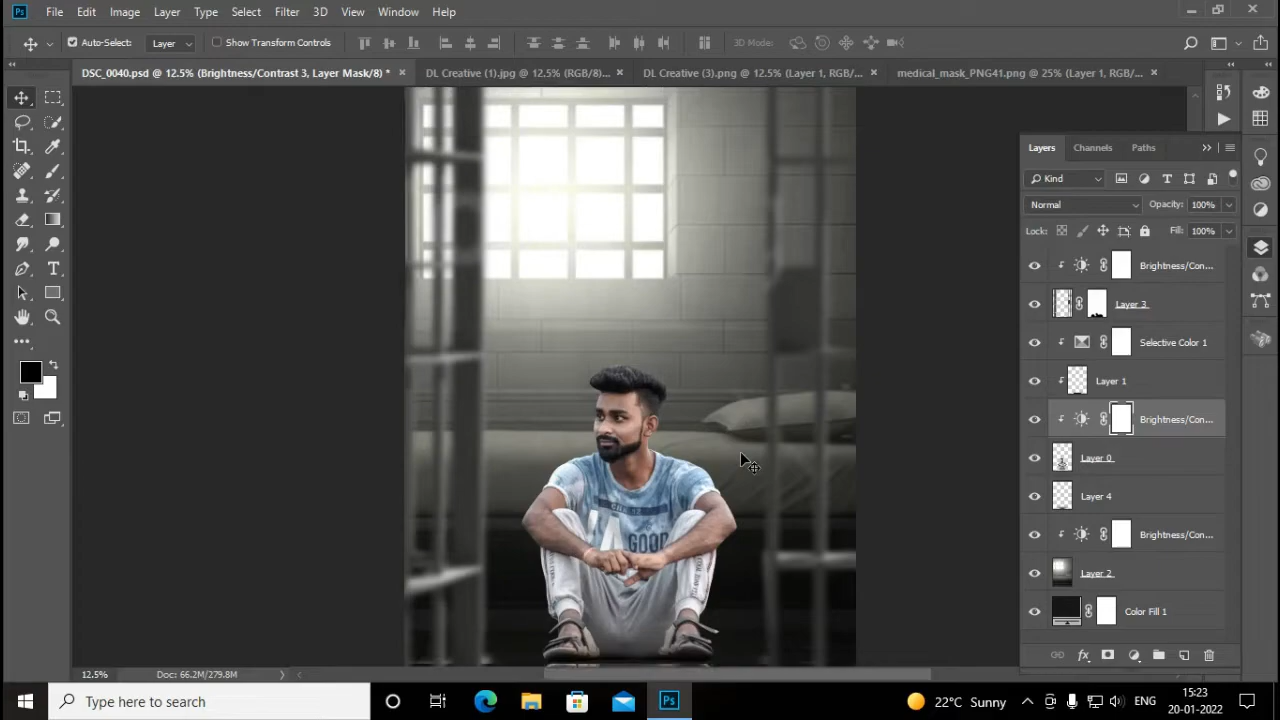 Ps File Edit Image Layer Type Select Filter 3D View Window Help
Auto-Select: Layer Show Transform Controls 3D Mode:
DSC_0040.psd @ 12.5% (Brightness/Contrast 3, Layer Mask/8) * × DL Creative (1).jpg @ 12.5% (RGB/8)... × DL Creative (3).png @ 12.5% (Layer 1, RGB/... × medical_mask_PNG41.png @ 25% (Layer 1, RGB/... ×
Layers Channels Paths
Kind
Normal Opacity: 100%
Lock: Fill: 100%
Brightness/Con...
Layer 3
Selective Color 1
Layer 1
Brightness/Con...
Layer 0
Layer 4
Brightness/Con...
Layer 2
Color Fill 1
GOOD
12.5% Doc: 66.2M/279.8M
Type here to search
Ps
22°C Sunny
ENG
15:23
20-01-2022